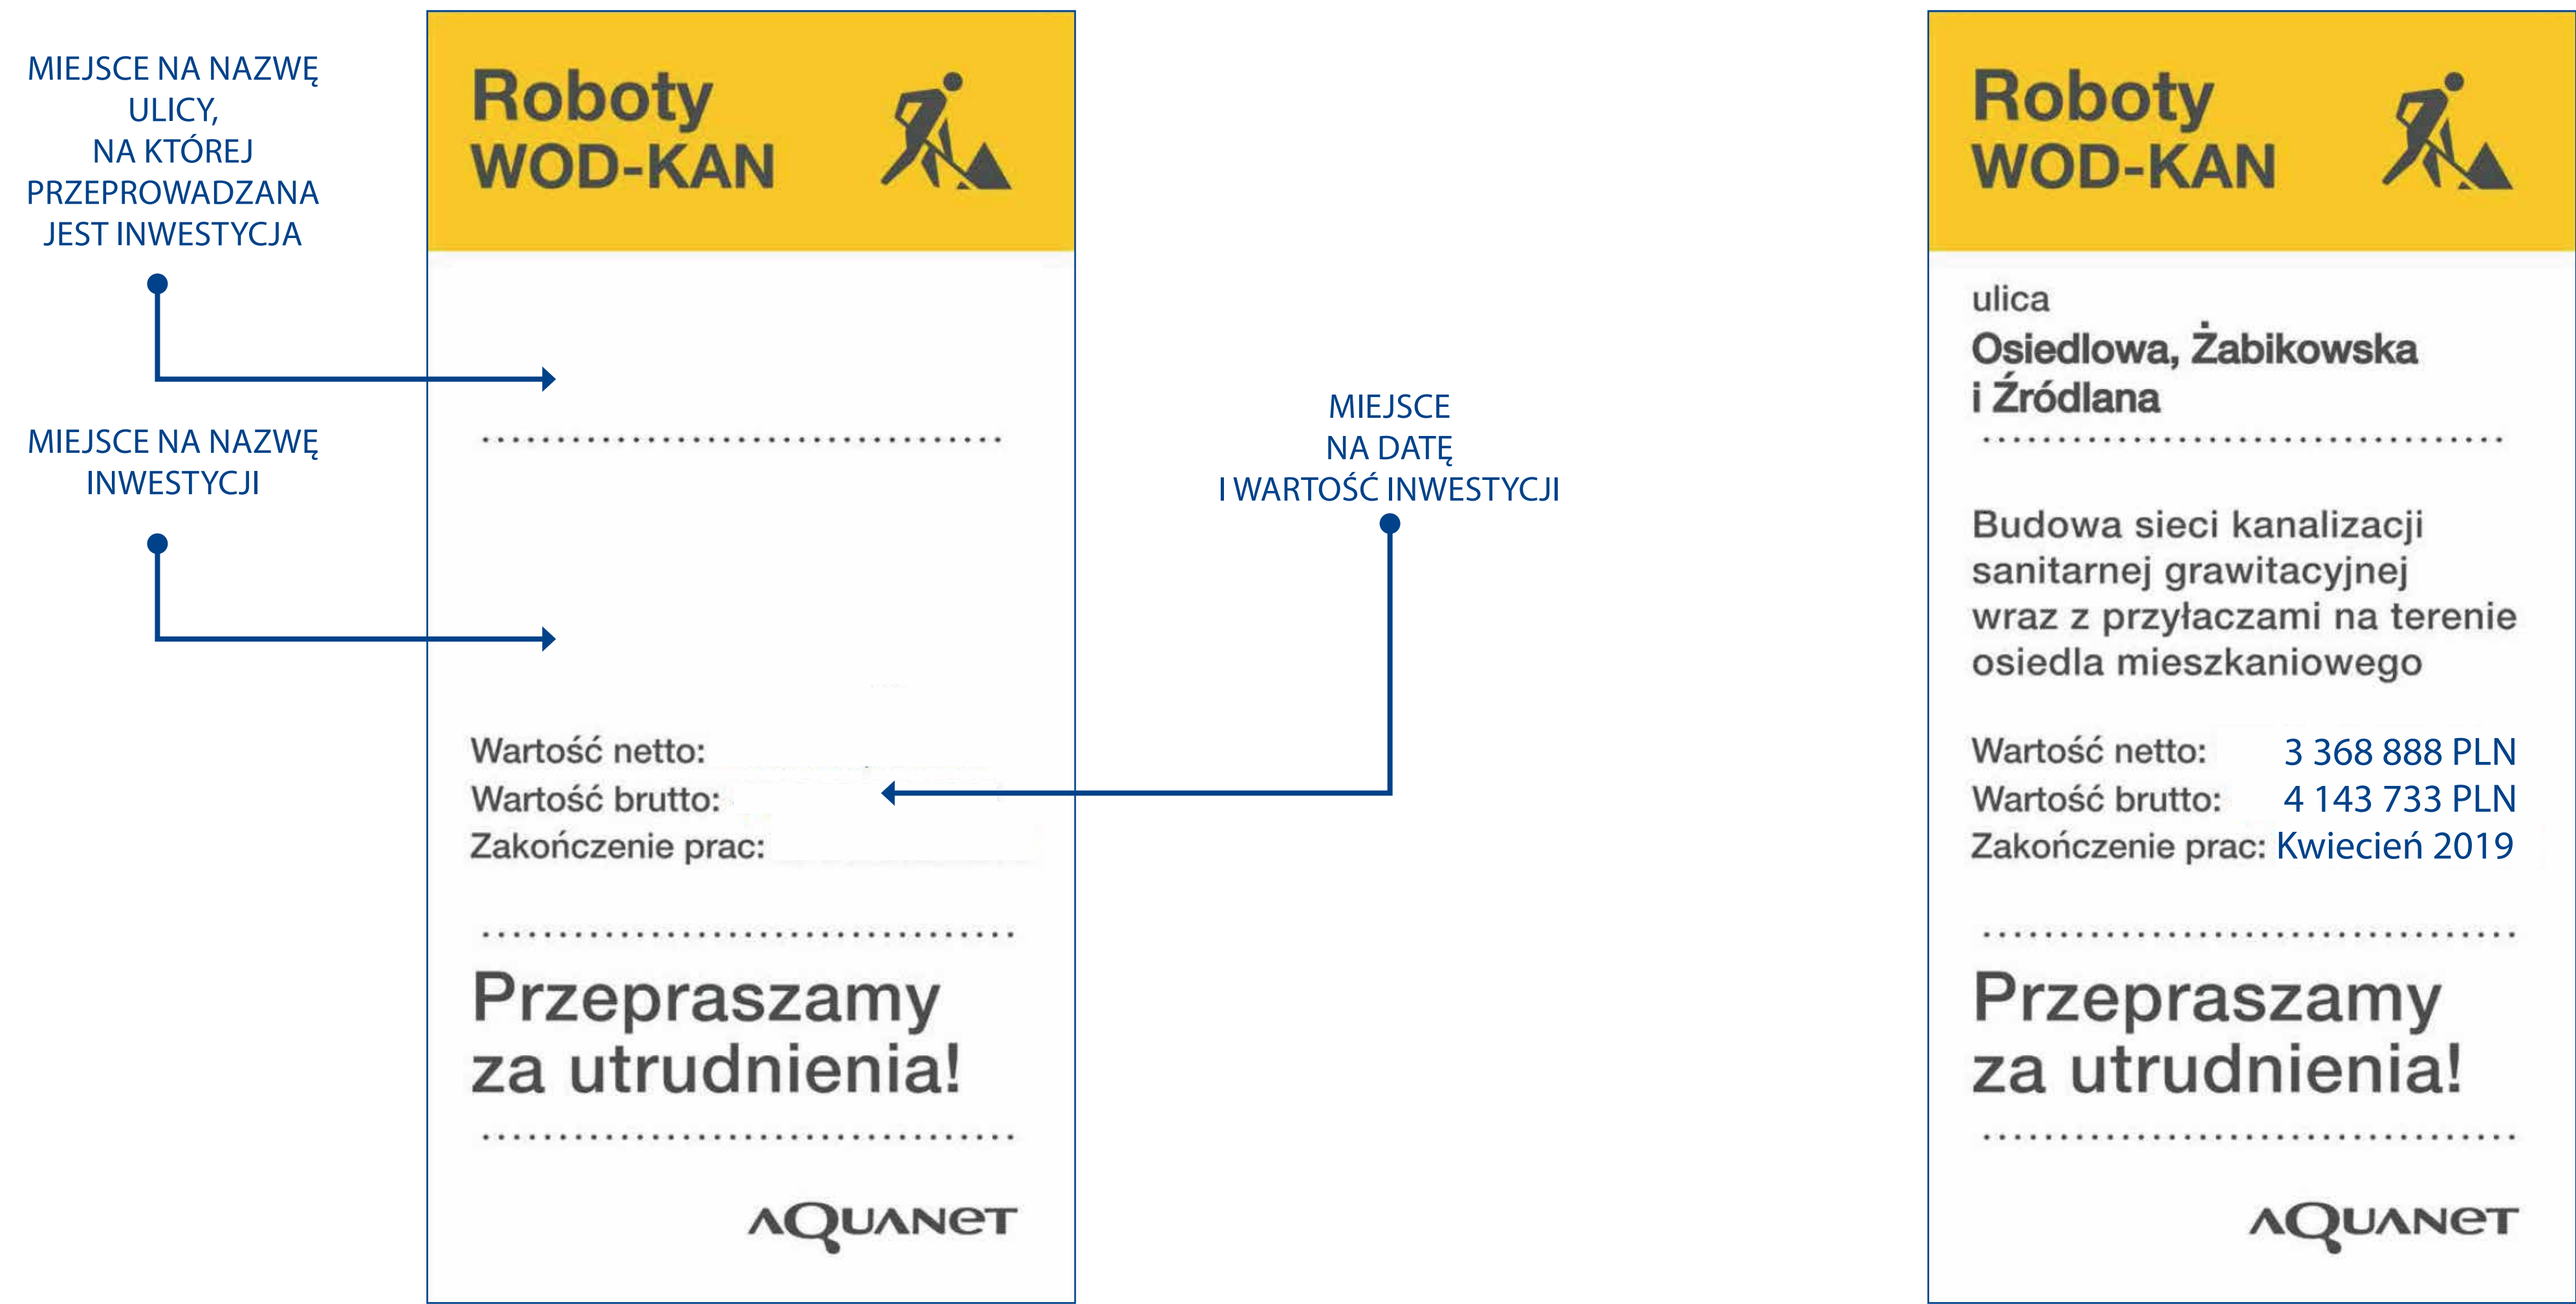 MIEJSCE NA NAZWĘ
ULICY,
NA KTÓREJ
PRZEPROWADZANA
JEST INWESTYCJA
MIEJSCE NA NAZWĘ
INWESTYCJI
Roboty
WOD-KAN
Wartość netto:
Wartość brutto:
Zakończenie prac:
Przepraszamy
za utrudnienia!
AQUANET
MIEJSCE
NA DATĘ
I WARTOŚĆ INWESTYCJI
Roboty
WOD-KAN
ulica
Osiedlowa, Żabikowska
i Źródlana
Budowa sieci kanalizacji
sanitarnej grawitacyjnej
wraz z przyłaczami na terenie
osiedla mieszkaniowego
Wartość netto: 3 368 888 PLN
Wartość brutto: 4 143 733 PLN
Zakończenie prac: Kwiecień 2019
Przepraszamy
za utrudnienia!
AQUANET